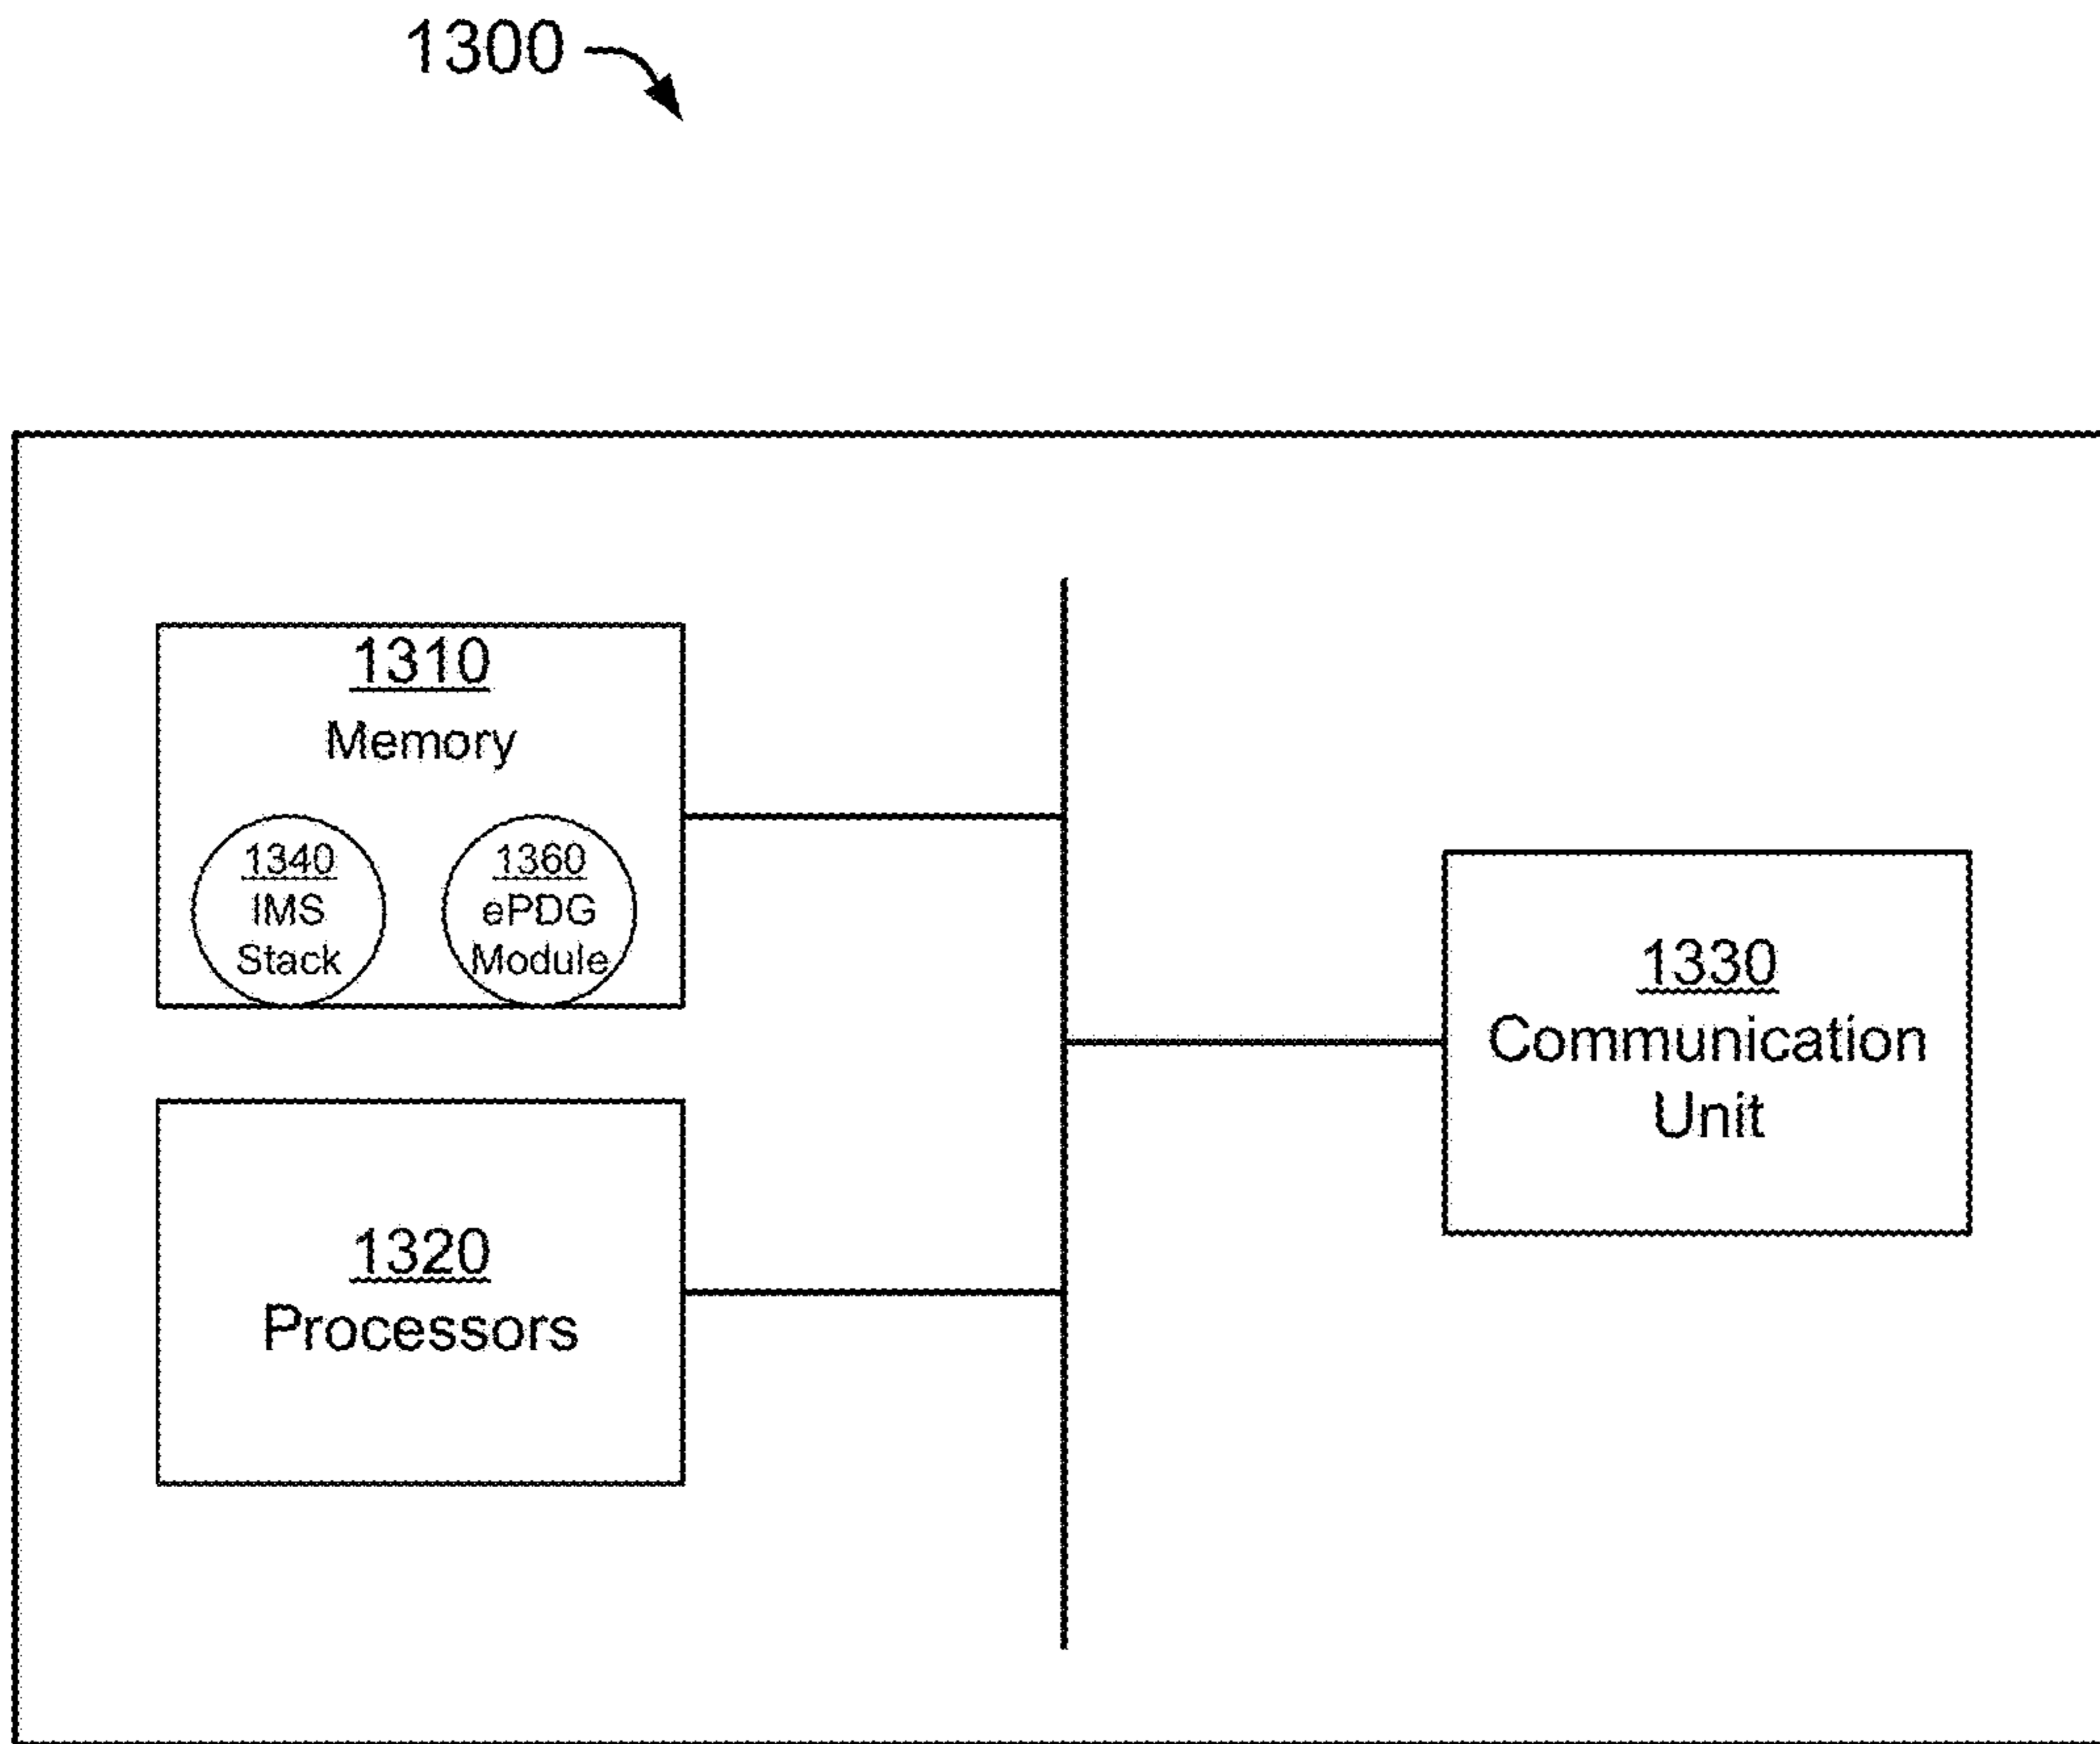 1300
1310
Memory
1340
IMS
Stack
1360
ePDG
Module
1330
Communication
Unit
1320
Processors